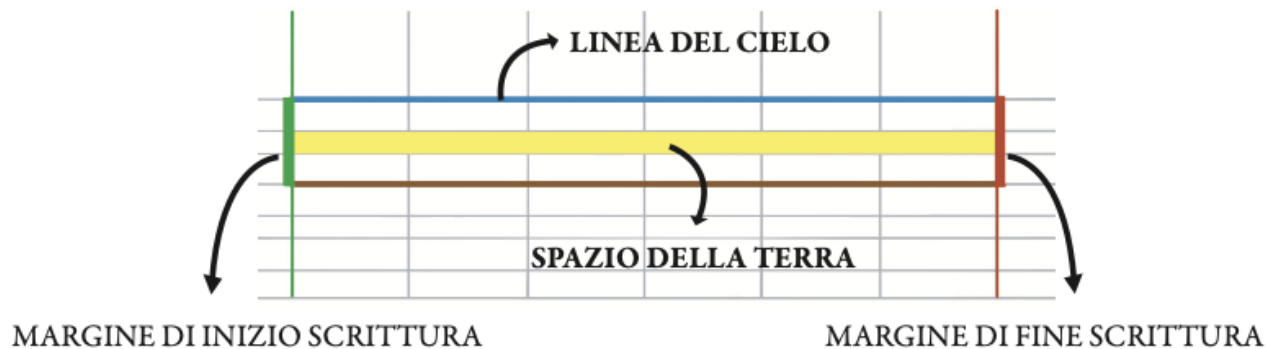 LINEA DEL CIELO
SPAZIO DELLA TERRA
MARGINE DI INIZIO SCRITTURA
MARGINE DI FINE SCRITTURA